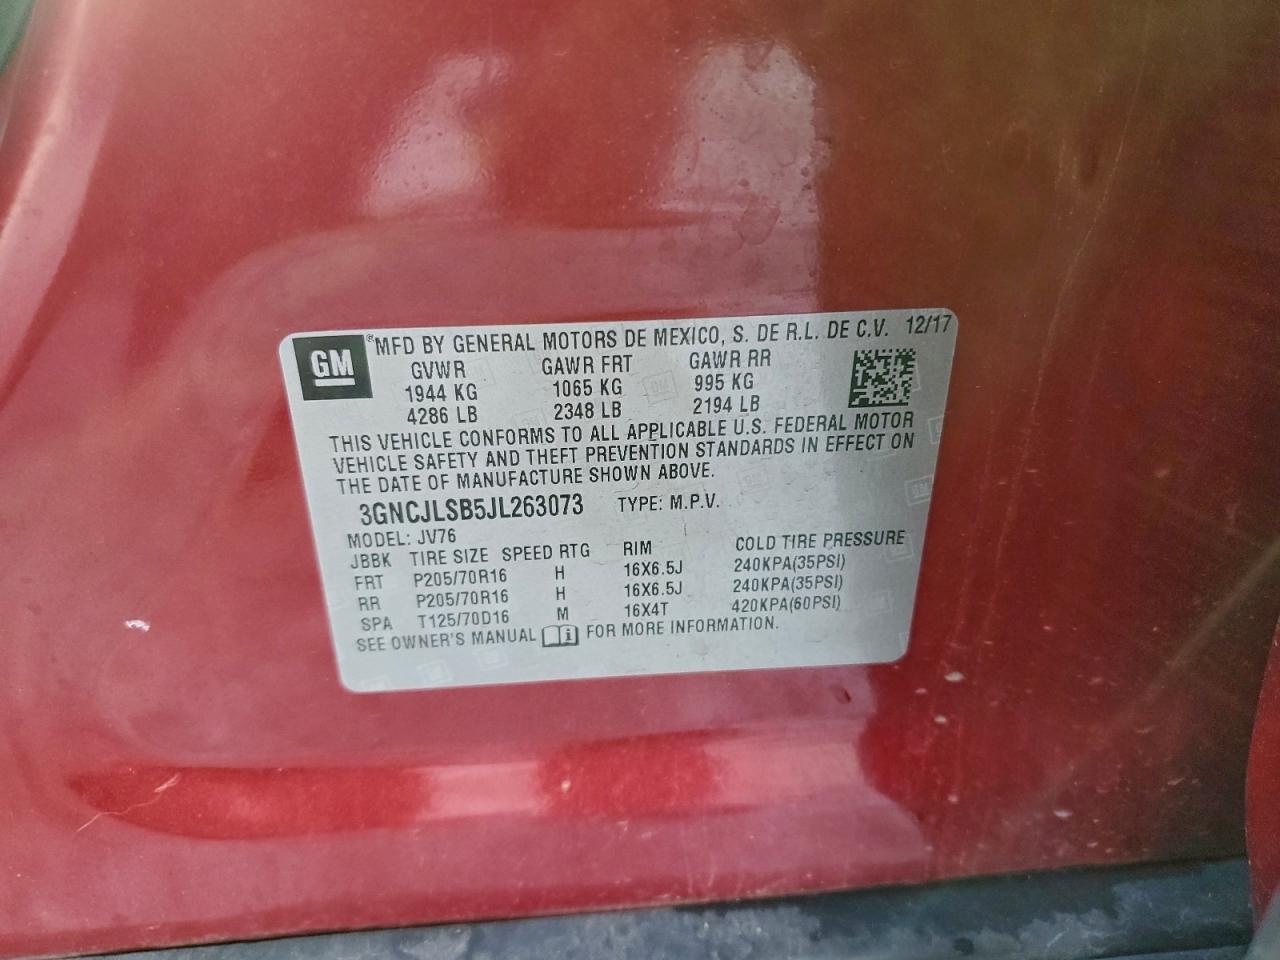 GM ®MFD BY GENERAL MOTORS DE MEXICO, S. DE R.L. DE C.V. 12/17
GVWR GAWR FRT GAWR RR
1944 KG 1065 KG 995 KG
4286 LB 2348 LB 2194 LB
THIS VEHICLE CONFORMS TO ALL APPLICABLE U.S. FEDERAL MOTOR
VEHICLE SAFETY AND THEFT PREVENTION STANDARDS IN EFFECT ON
THE DATE OF MANUFACTURE SHOWN ABOVE.
3GNCJLSB5JL263073 TYPE: M.P.V.
MODEL: JV76
JBBK TIRE SIZE SPEED RTG RIM COLD TIRE PRESSURE
FRT P205/70R16 H 16X6.5J 240KPA(35PSI)
RR P205/70R16 H 16X6.5J 240KPA(35PSI)
SPA T125/70D16 M 16X4T 420KPA(60PSI)
SEE OWNER'S MANUAL FOR MORE INFORMATION.